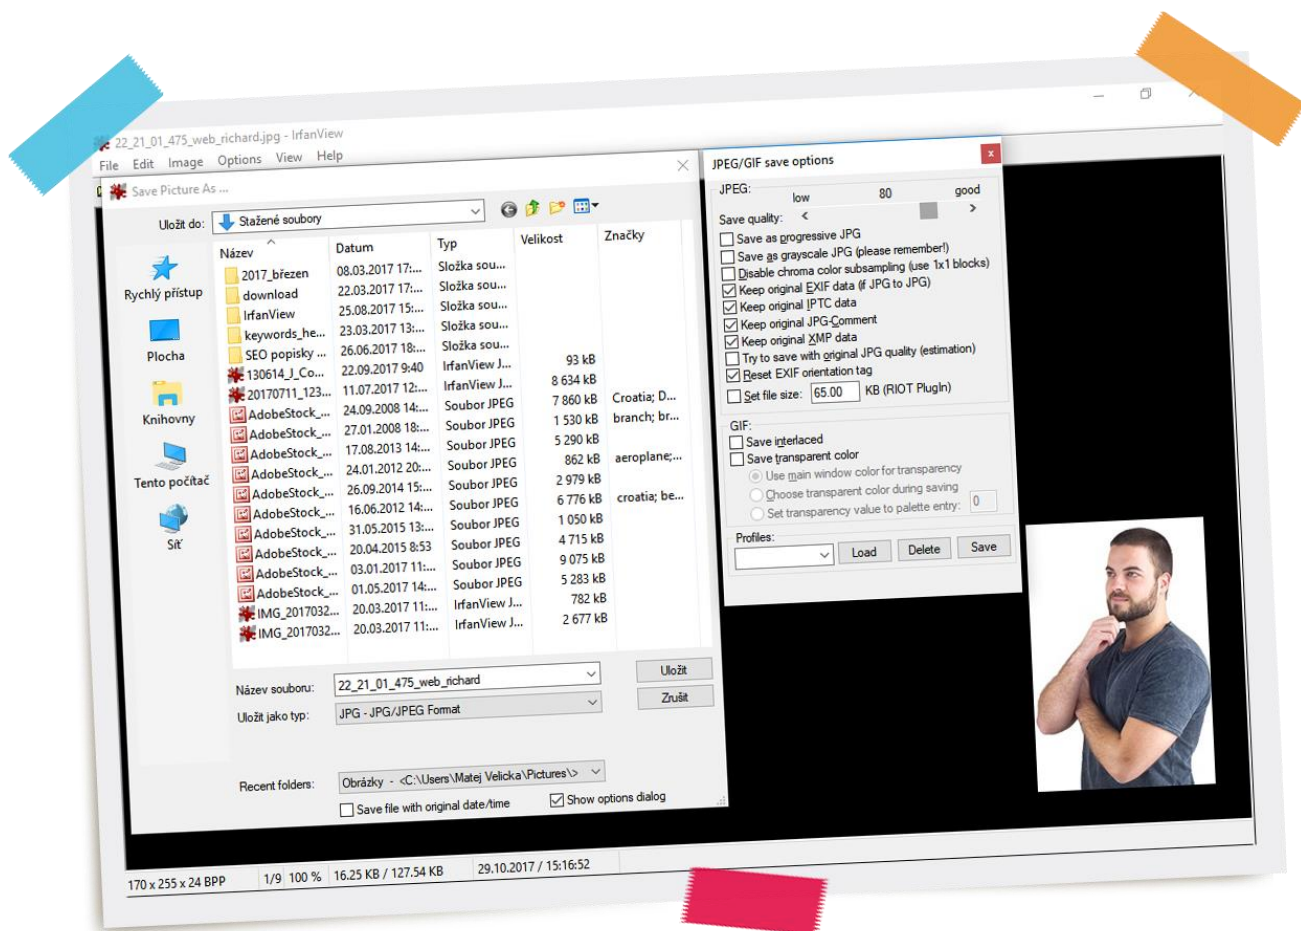 22_21_01_475_web_richard.jpg - IrfanView
File Edit Image Options View Help
Save Picture As ...
Uložit do: Stažené soubory
Název Datum Typ Velikost Značky
2017_březen 08.03.2017 17:... Složka sou...
download 22.03.2017 17:... Složka sou...
IrfanView 25.08.2017 15:... Složka sou...
keywords_he... 23.03.2017 13:... Složka sou...
SEO popisky ... 26.06.2017 18:... Složka sou...
130614_J_Co... 22.09.2017 9:40 IrfanView J... 93 kB
20170711_123... 11.07.2017 12:... IrfanView J... 8 634 kB
AdobeStock_... 24.09.2008 14:... Soubor JPEG 7 860 kB Croatia; D...
AdobeStock_... 27.01.2008 18:... Soubor JPEG 1 530 kB branch; br...
AdobeStock_... 17.08.2013 14:... Soubor JPEG 5 290 kB
AdobeStock_... 24.01.2012 20:... Soubor JPEG 862 kB aeroplane;...
AdobeStock_... 26.09.2014 15:... Soubor JPEG 2 979 kB
AdobeStock_... 16.06.2012 14:... Soubor JPEG 6 776 kB croatia; be...
AdobeStock_... 31.05.2015 13:... Soubor JPEG 1 050 kB
AdobeStock_... 20.04.2015 8:53 Soubor JPEG 4 715 kB
AdobeStock_... 03.01.2017 11:... Soubor JPEG 9 075 kB
AdobeStock_... 01.05.2017 14:... Soubor JPEG 5 283 kB
IMG_2017032... 20.03.2017 11:... IrfanView J... 782 kB
IMG_2017032... 20.03.2017 11:... IrfanView J... 2 677 kB
Rychlý přístup
Plocha
Knihovny
Tento počítač
Síť
Název souboru: 22_21_01_475_web_richard Uložit
Uložit jako typ: JPG - JPG/JPEG Format Zrušit
Recent folders: Obrázky - <C:\Users\Matej Velicka\Pictures\>
Save file with original date/time Show options dialog
JPEG/GIF save options
x
JPEG:
low 80 good
Save quality: < >
Save as progressive JPG
Save as grayscale JPG (please remember!)
Disable chroma color subsampling (use 1x1 blocks)
Keep original EXIF data (if JPG to JPG)
Keep original IPTC data
Keep original JPG-Comment
Keep original XMP data
Try to save with original JPG quality (estimation)
Reset EXIF orientation tag
Set file size: 65.00 KB (RIOT PlugIn)
GIF:
Save interlaced
Save transparent color
Use main window color for transparency
Choose transparent color during saving
Set transparency value to palette entry: 0
Profiles:
Load Delete Save
170 x 255 x 24 BPP 1/9 100 % 16.25 KB / 127.54 KB 29.10.2017 / 15:16:52